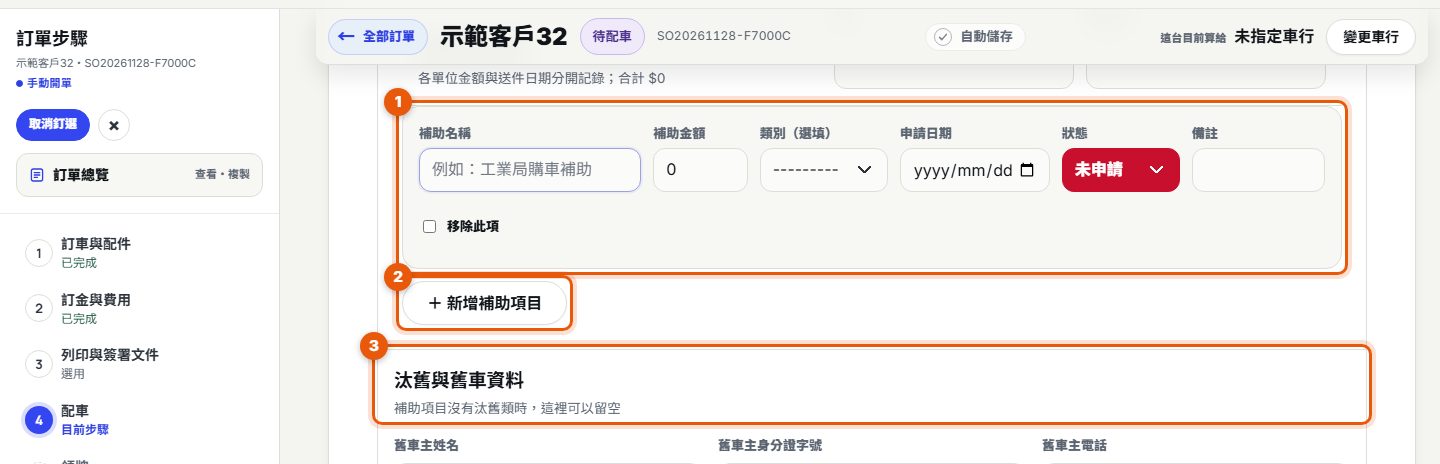 訂單步驟
示範客戶32 • SO20261128-F7000C
手動開單
取消釘選
訂單總覽
查看・複製
1
訂車與配件
已完成
2
訂金與費用
已完成
3
列印與簽署文件
選用
4
配車
目前步驟
← 全部訂單
示範客戶32
待配車
SO20261128-F7000C
自動儲存
這台目前算給 未指定車行
變更車行
各單位金額與送件日期分開記錄；合計 $0
1
補助名稱
補助金額
類別（選填）
申請日期
狀態
備註
例如：工業局購車補助
0
---------
yyyy/mm/dd
未申請
移除此項
2
＋ 新增補助項目
3
汰舊與舊車資料
補助項目沒有汰舊類時，這裡可以留空
舊車主姓名
舊車主身分證字號
舊車主電話